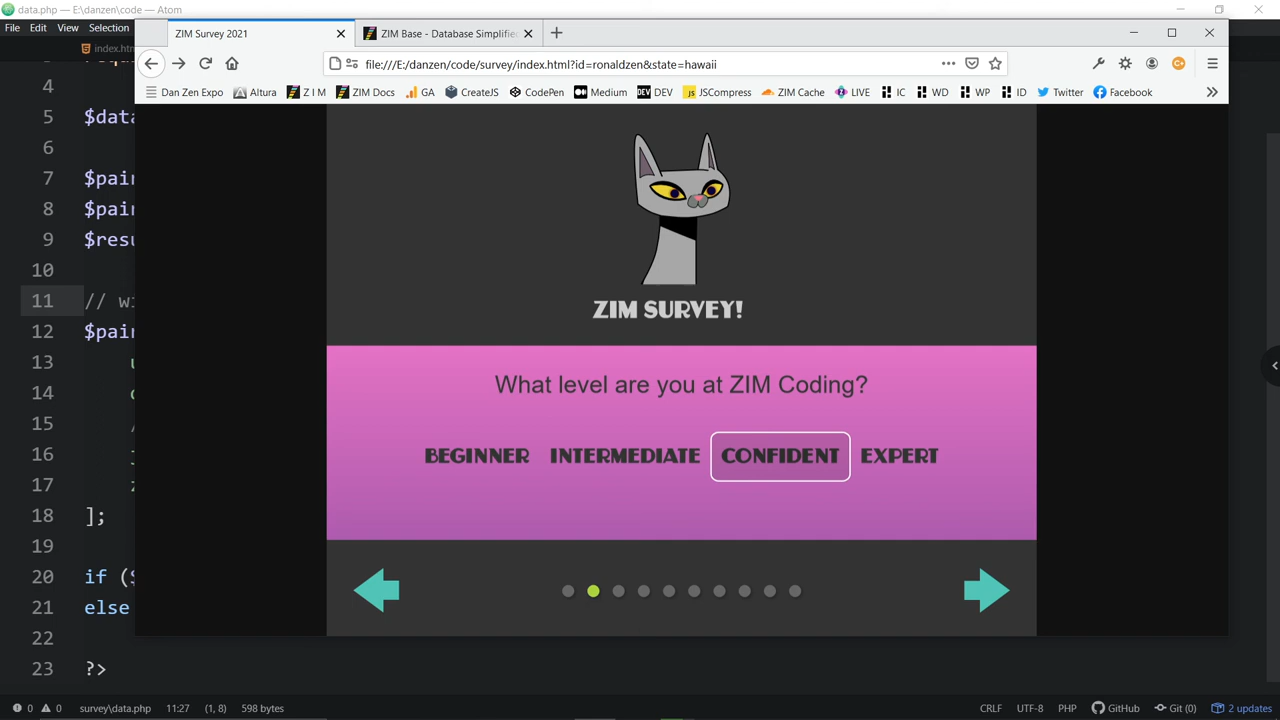 data.php — E:\danzen\code — Atom
File Edit View Selection
index.htm
ZIM Survey 2021
ZIM Base - Database Simplifie
file:///E:/danzen/code/survey/index.html?id=ronaldzen&state=hawaii
Dan Zen Expo Altura Z I M ZIM Docs GA CreateJS CodePen Medium DEV JSCompress ZIM Cache LIVE IC WD WP ID Twitter Facebook
4
5 $data
6
7 $pair
8 $pair
9 $resu
10
11 // wi
12 $pair
13 u
14
15 /
16
17 z
18 ];
19
20 if ($
21 else
22
23 ?>
ZIM SURVEY!
What level are you at ZIM Coding?
BEGINNER INTERMEDIATE CONFIDENT EXPERT
0 0 survey\data.php 11:27 (1, 8) 598 bytes CRLF UTF-8 PHP GitHub Git (0) 2 updates